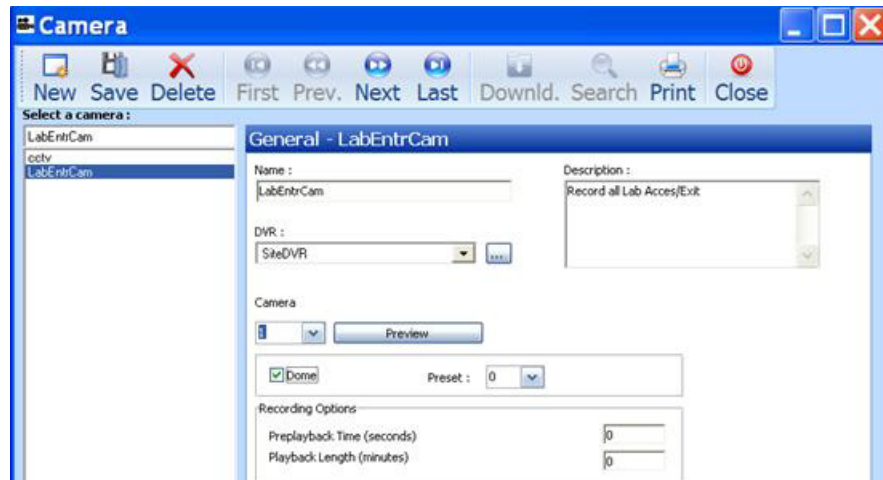 Camera
New Save Delete First Prev. Next Last Downld. Search Print Close
Select a camera :
LabEntrCam
cctv
LabEntrCam
General - LabEntrCam
Name :
LabEntrCam
Description :
Record all Lab Acces/Exit
DVR :
SiteDVR
...
Camera
Preview
Dome
Preset : 0
Recording Options
Preplayback Time (seconds) 0
Playback Length (minutes) 0